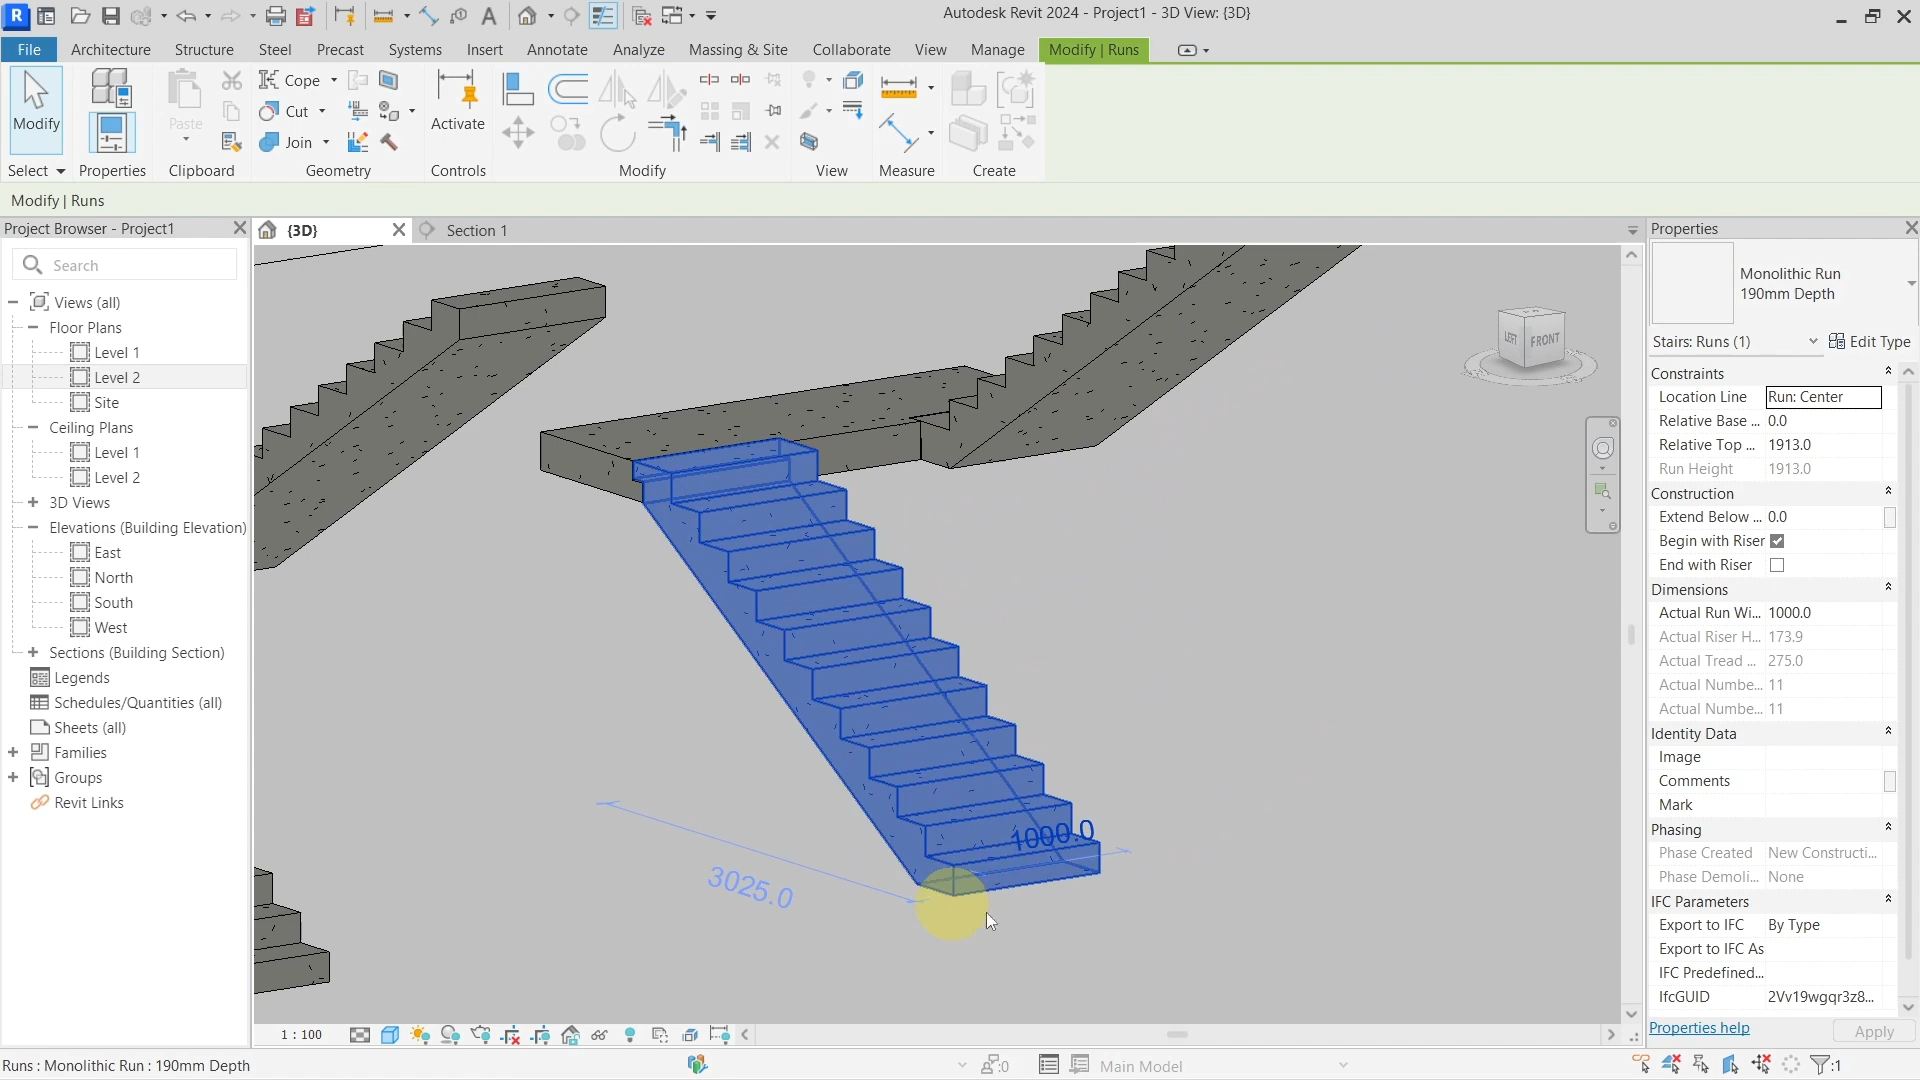 Autodesk Revit 2024 - Project1 - 3D View: {3D}
File Architecture Structure Steel Precast Systems Insert Annotate Analyze Massing & Site Collaborate View Manage Modify | Runs
Modify
Paste
Cope
Cut
Join
Activate
Select Properties Clipboard Geometry Controls Modify View Measure Create
Modify | Runs
Project Browser - Project1
{3D}
Section 1
Properties
Search
Views (all)
Floor Plans
Level 1
Level 2
Site
Ceiling Plans
Level 1
Level 2
3D Views
Elevations (Building Elevation)
East
North
South
West
Sections (Building Section)
Legends
Schedules/Quantities (all)
Sheets (all)
Families
Groups
Revit Links
LEFT FRONT
1000.0
3025.0
Monolithic Run
190mm Depth
Stairs: Runs (1)
Edit Type
Constraints
Location Line Run: Center
Relative Base ... 0.0
Relative Top ... 1913.0
Run Height 1913.0
Construction
Extend Below ... 0.0
Begin with Riser
End with Riser
Dimensions
Actual Run Wi... 1000.0
Actual Riser H... 173.9
Actual Tread ... 275.0
Actual Numbe... 11
Actual Numbe... 11
Identity Data
Image
Comments
Mark
Phasing
Phase Created New Constructi...
Phase Demoli... None
IFC Parameters
Export to IFC By Type
Export to IFC As
IFC Predefined...
IfcGUID 2Vv19wgqr3z8...
Properties help
Apply
1 : 100
Runs : Monolithic Run : 190mm Depth
:0
Main Model
:1